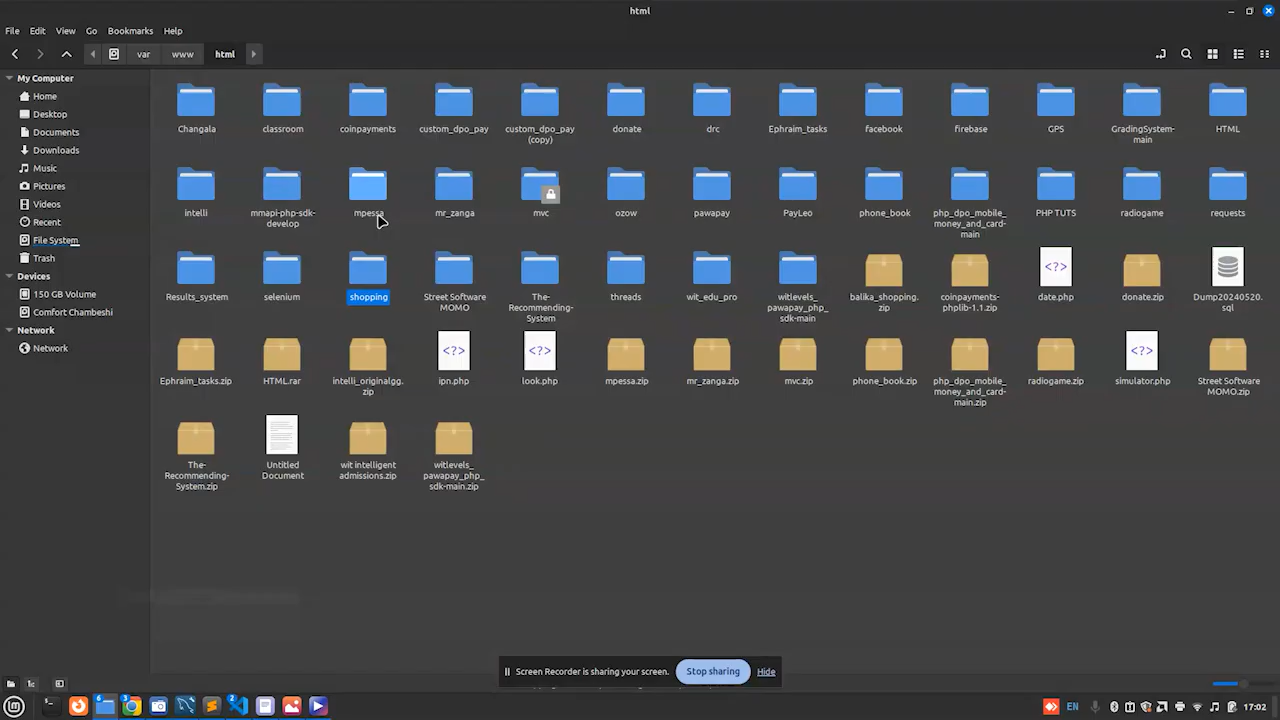 html
File Edit View Go Bookmarks Help
var www html
My Computer
Home
Desktop
Documents
Downloads
Music
Pictures
Videos
Recent
File System
Trash
Devices
150 GB Volume
Comfort Chambeshi
Network
Network
Changala
classroom
coinpayments
custom_dpo_pay
custom_dpo_pay
(copy)
donate
drc
Ephraim_tasks
facebook
firebase
GPS
GradingSystem-
main
HTML
intelli
mmapi-php-sdk-
develop
mpessa
mr_zanga
mvc
ozow
pawapay
PayLeo
phone_book
php_dpo_mobile_
money_and_card-
main
PHP TUTS
radiogame
requests
Results_system
selenium
shopping
Street Software
MOMO
The-
Recommending-
System
threads
wit_edu_pro
witlevels_
pawapay_php_
sdk-main
balika_shopping.
zip
coinpayments-
phplib-1.1.zip
date.php
donate.zip
Dump20240520.
sql
Ephraim_tasks.zip
HTML.rar
intelli_originalgg.
zip
ipn.php
look.php
mpessa.zip
mr_zanga.zip
mvc.zip
phone_book.zip
php_dpo_mobile_
money_and_card-
main.zip
radiogame.zip
simulator.php
Street Software
MOMO.zip
The-
Recommending-
System.zip
Untitled
Document
wit intelligent
admissions.zip
witlevels_
pawapay_php_
sdk-main.zip
Screen Recorder is sharing your screen. Stop sharing Hide
6 3 2 EN 17:02